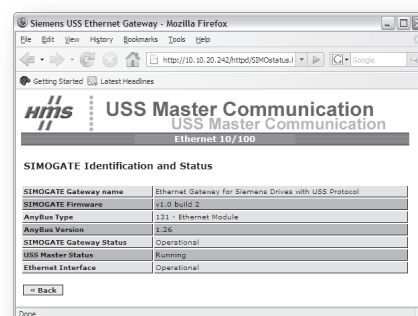 Siemens USS Ethernet Gateway - Mozilla Firefox
File Edit View History Bookmarks Tools Help
http://10.10.20.242/httpd/SIMOstatus.
Google
Getting Started Latest Headlines
HMS USS Master Communication
USS Master Communication
Ethernet 10/100
SIMOGATE Identification and Status
SIMOGATE Gateway name Ethernet Gateway for Siemens Drives with USS Protocol
SIMOGATE Firmware v1.0 build 2
AnyBus Type 131 - Ethernet Module
AnyBus Version 1.26
SIMOGATE Gateway Status Operational
USS Master Status Running
Ethernet Interface Operational
« Back
Done